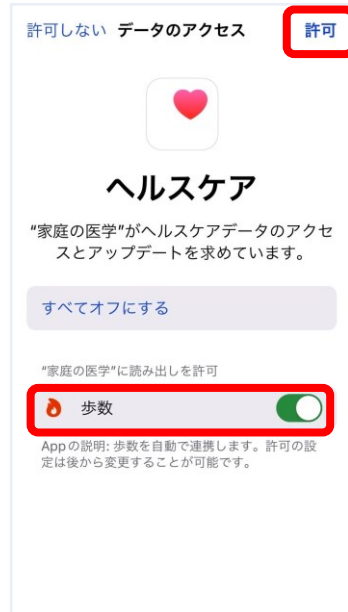 許可しない データのアクセス 許可
ヘルスケア
“家庭の医学”がヘルスケアデータのアクセ
スとアップデートを求めています。
すべてオフにする
“家庭の医学”に読み出しを許可
歩数
Appの説明: 歩数を自動で連携します。許可の設
定は後から変更することが可能です。